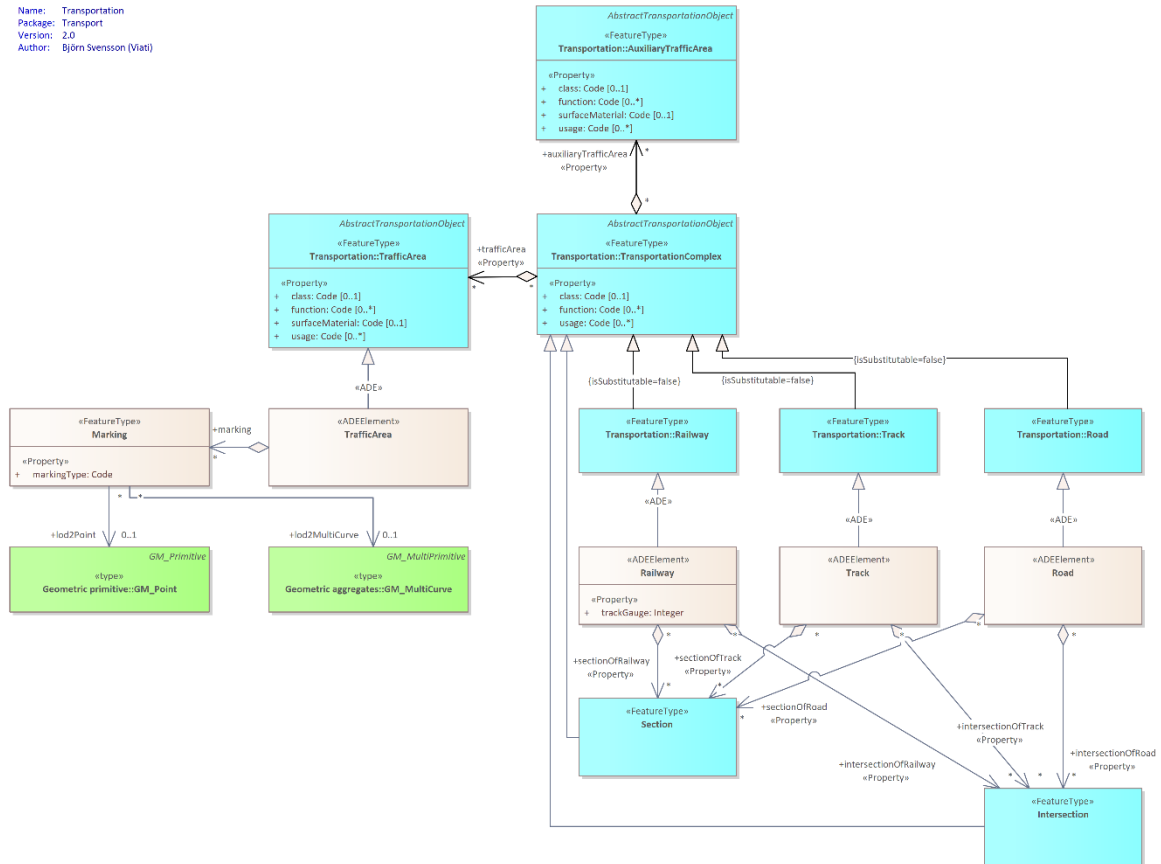 Name: Transportation
Package: Transport
Version: 2.0
Author: Björn Svensson (Viati)
AbstractTransportationObject
«FeatureType»
Transportation::AuxiliaryTrafficArea
«Property»
+ class: Code [0..1]
+ function: Code [0..*]
+ surfaceMaterial: Code [0..1]
+ usage: Code [0..*]
+auxiliaryTrafficArea
*
«Property»
*
AbstractTransportationObject
«FeatureType»
Transportation::TrafficArea
«Property»
+ class: Code [0..1]
+ function: Code [0..*]
+ surfaceMaterial: Code [0..1]
+ usage: Code [0..*]
+trafficArea
«Property»
*
*
AbstractTransportationObject
«FeatureType»
Transportation::TransportationComplex
«Property»
+ class: Code [0..1]
+ function: Code [0..*]
+ usage: Code [0..*]
{isSubstitutable=false}
{isSubstitutable=false}
{isSubstitutable=false}
«ADE»
«FeatureType»
Marking
«Property»
+ markingType: Code
+marking
*
«ADEElement»
TrafficArea
«FeatureType»
Transportation::Railway
«FeatureType»
Transportation::Track
«FeatureType»
Transportation::Road
«ADE»
«ADE»
«ADE»
*
*
+lod2Point
0..1
+lod2MultiCurve
0..1
GM_Primitive
«type»
Geometric primitive::GM_Point
GM_MultiPrimitive
«type»
Geometric aggregates::GM_MultiCurve
«ADEElement»
Railway
«Property»
+ trackGauge: Integer
«ADEElement»
Track
«ADEElement»
Road
*
*
*
*
*
*
+sectionOfRailway
«Property»
*
+sectionOfTrack
«Property»
*
+sectionOfRoad
«Property»
*
«FeatureType»
Section
+intersectionOfTrack
«Property»
*
+intersectionOfRoad
«Property»
*
+intersectionOfRailway
«Property»
*
«FeatureType»
Intersection